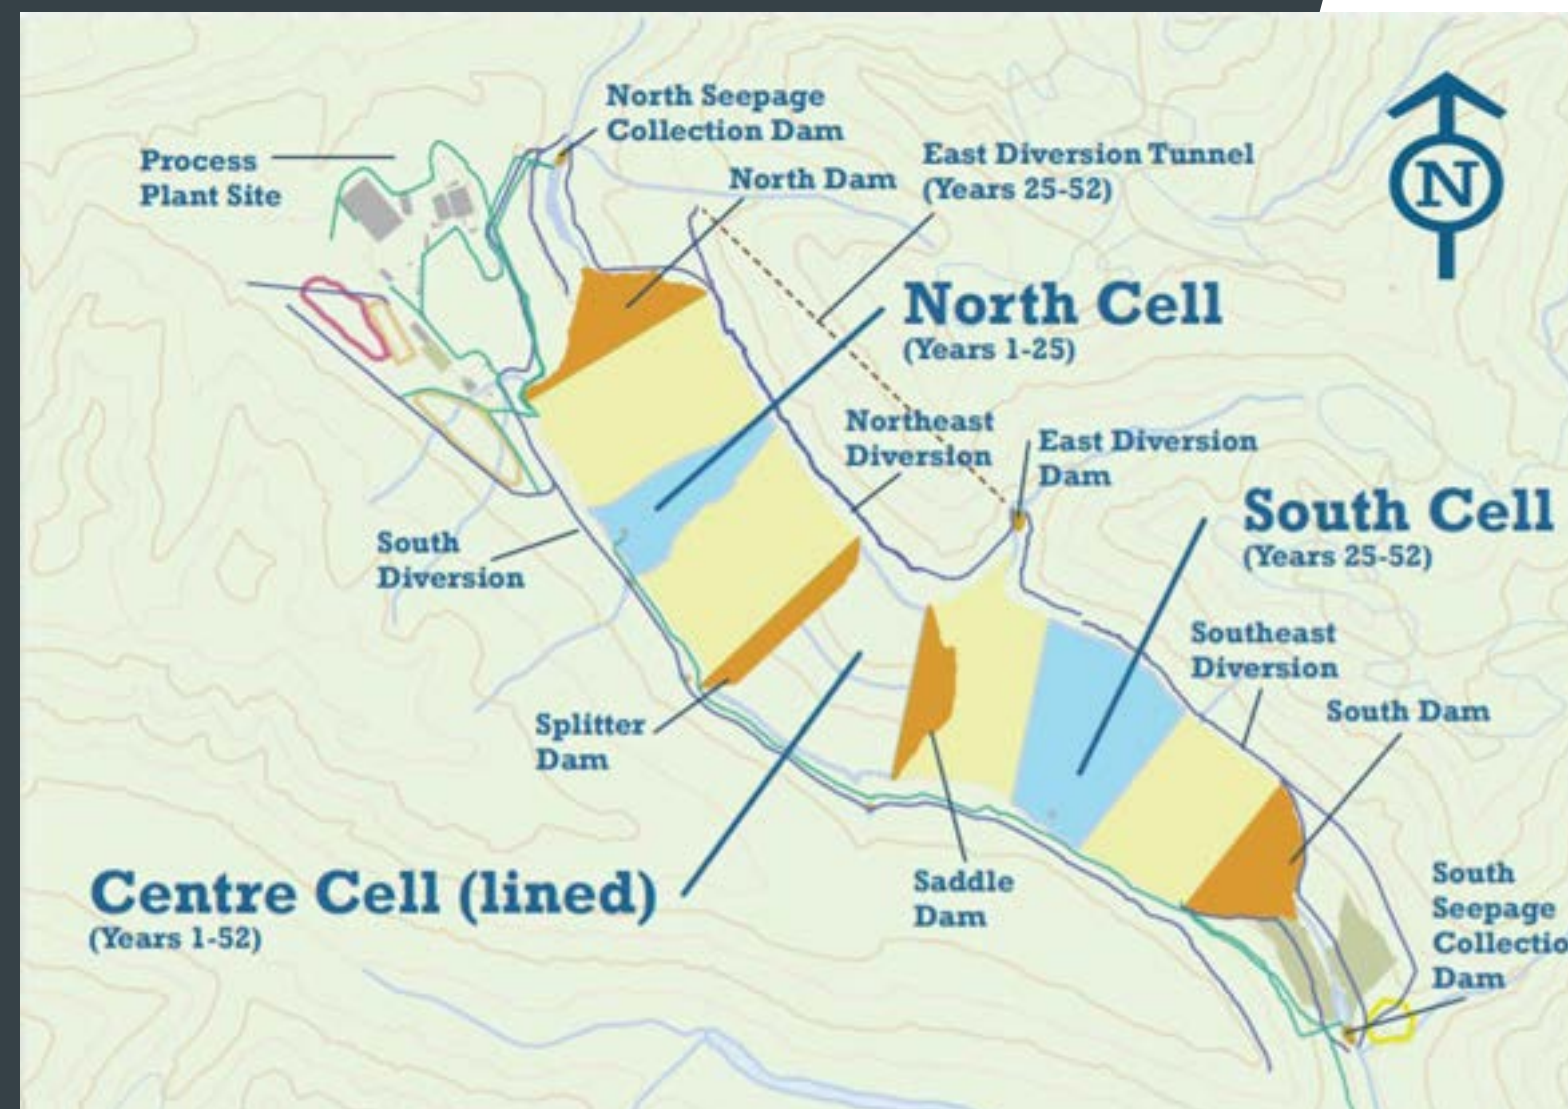 North Seepage
Collection Dam
Process
Plant Site
North Dam
East Diversion Tunnel
(Years 25-52)
N
North Cell
(Years 1-25)
Northeast
Diversion
East Diversion
Dam
South Cell
(Years 25-52)
South
Diversion
Southeast
Diversion
South Dam
Splitter
Dam
Centre Cell (lined)
(Years 1-52)
Saddle
Dam
South
Seepage
Collectio
Dam